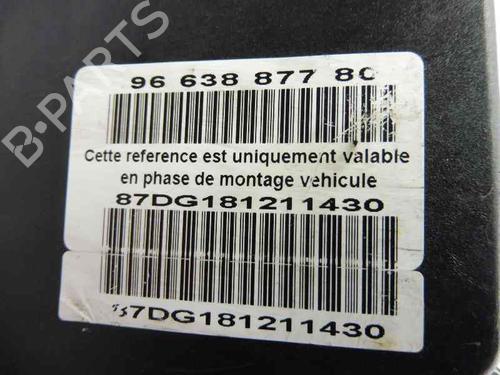 B-PARTS
96 638 877 80
Cette reference est uniquement valable
en phase de montage vehicule
87DG181211430
87DG181211430